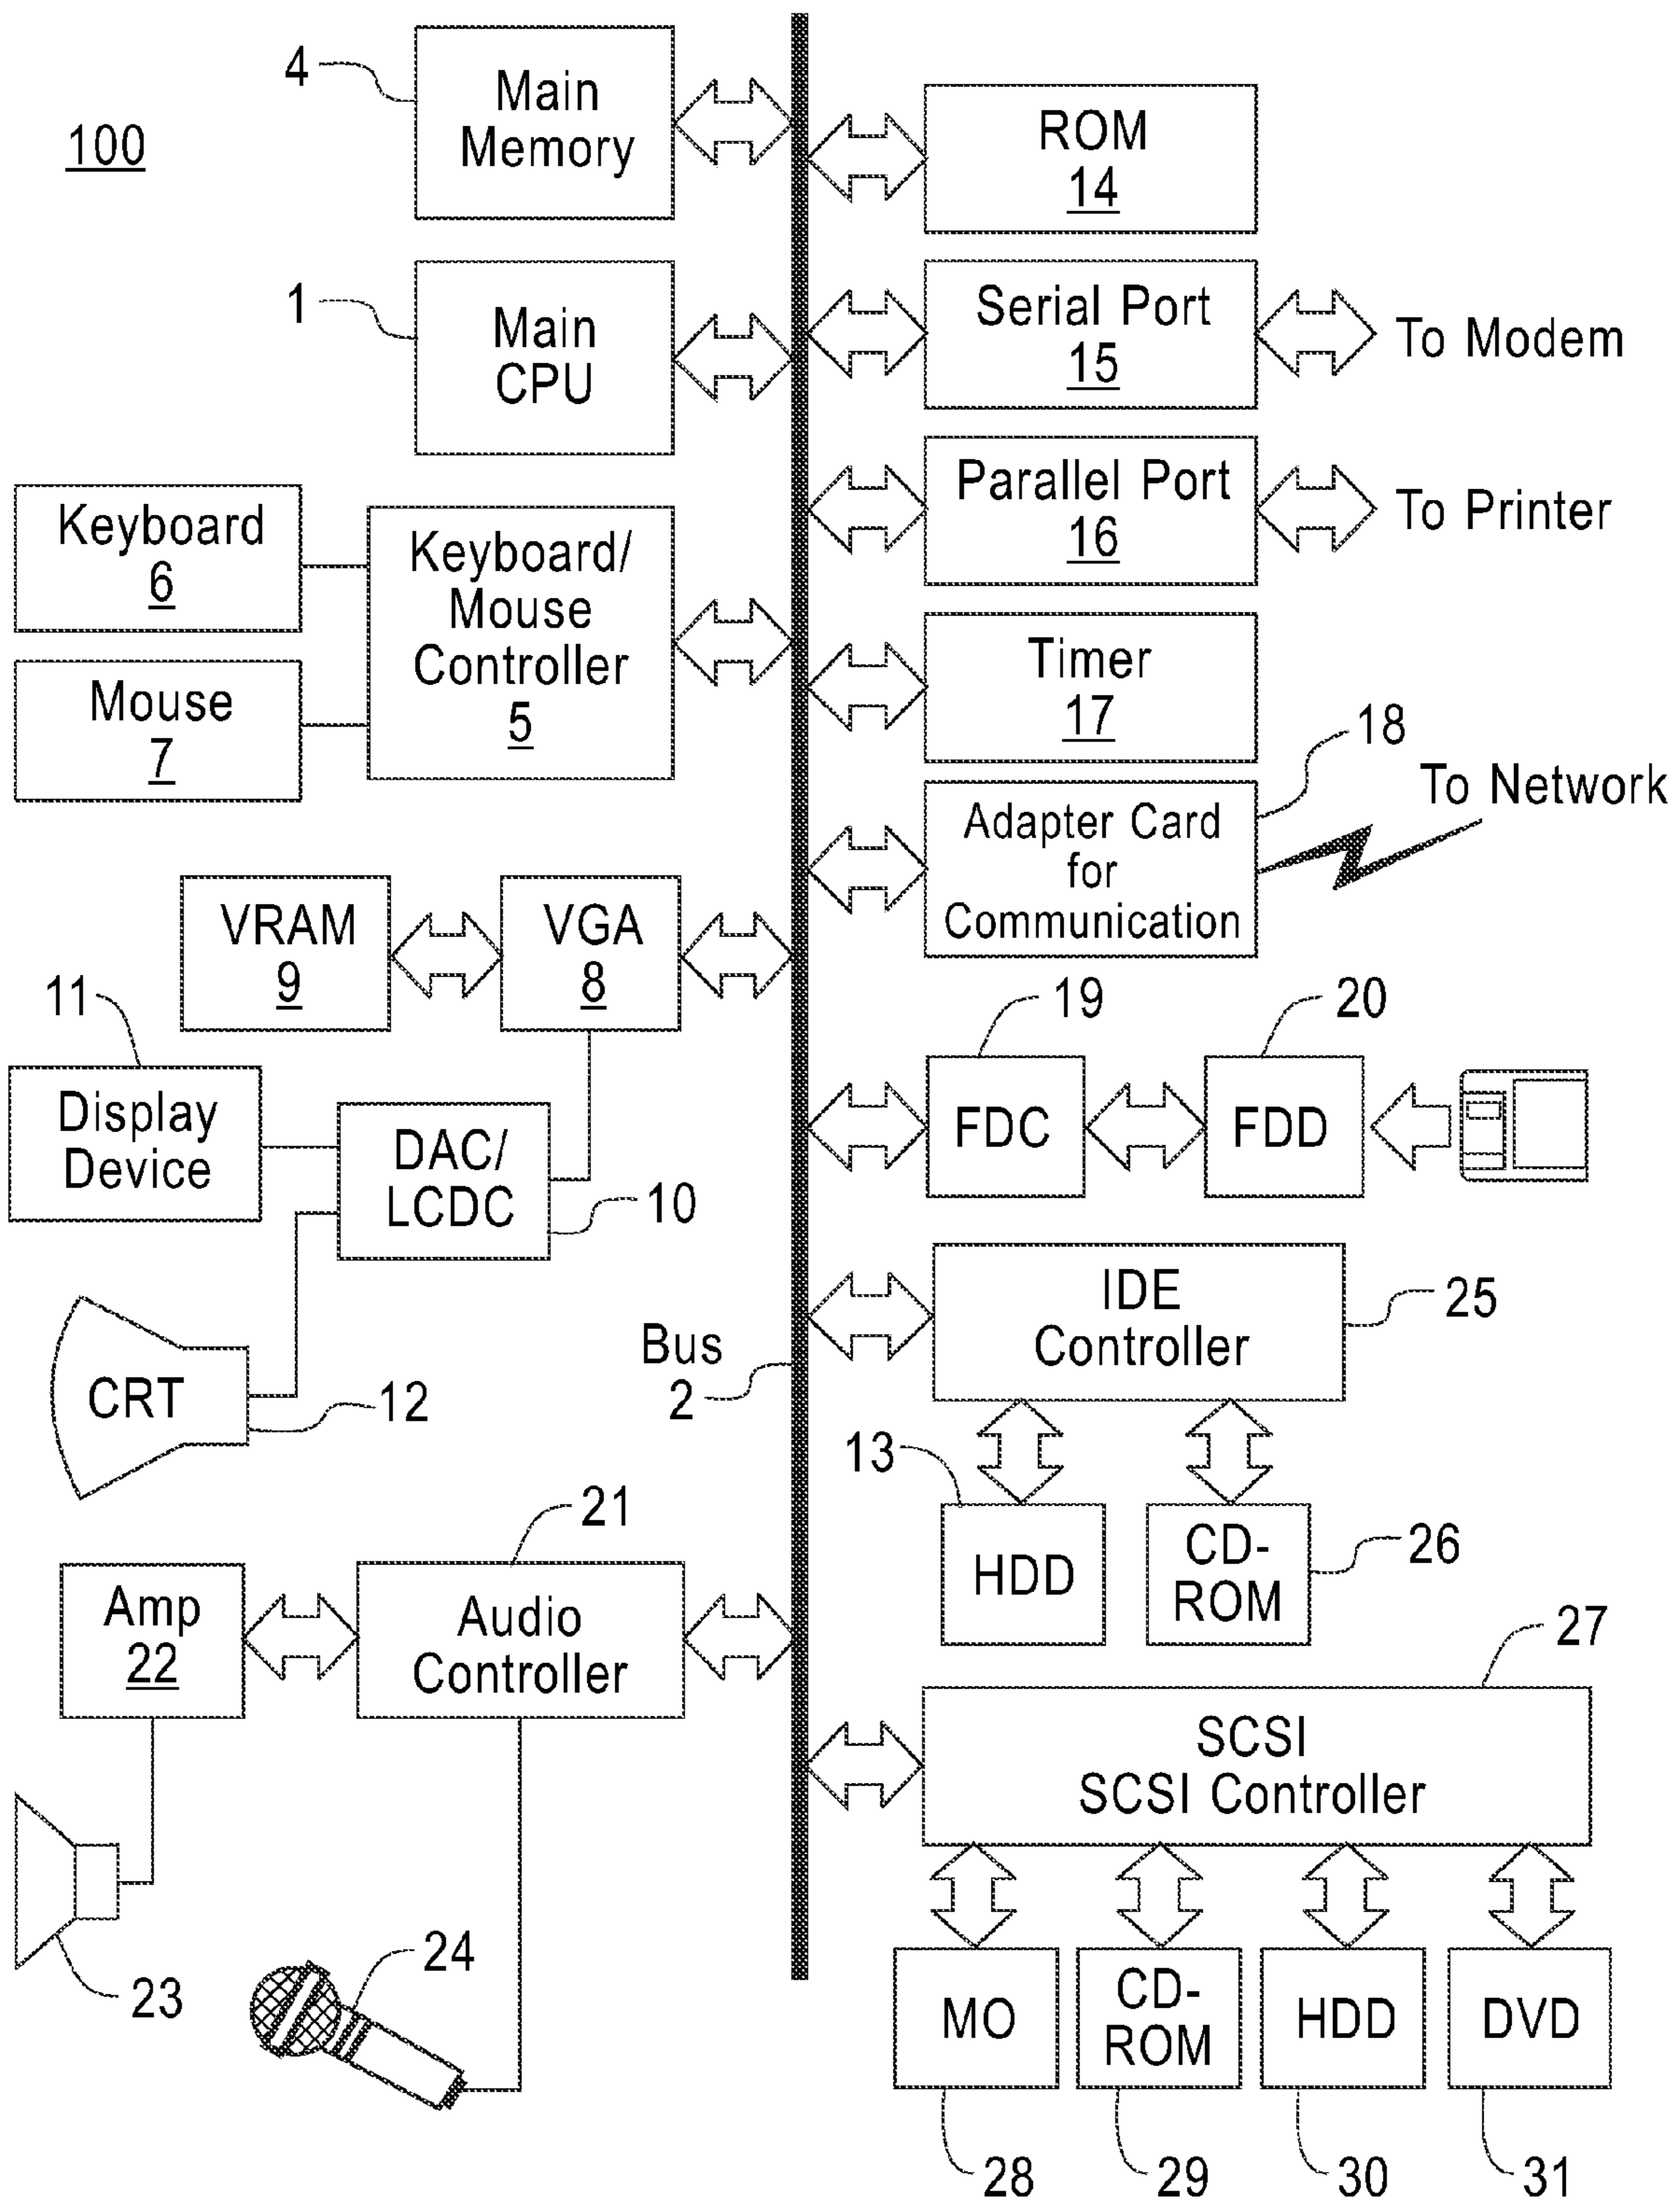 100
4
Main
Memory
1
Main
CPU
Keyboard
6
Mouse
7
Keyboard/
Mouse
Controller
5
VRAM
9
VGA
8
11
Display
Device
DAC/
LCDC
10
CRT
12
Bus
2
21
Amp
22
Audio
Controller
23
24
ROM
14
Serial Port
15
To Modem
Parallel Port
16
To Printer
Timer
17
18
To Network
Adapter Card
for
Communication
19
20
FDC
FDD
IDE
Controller
25
13
HDD
CD-
ROM
26
27
SCSI
SCSI Controller
MO
CD-
ROM
HDD
DVD
28
29
30
31